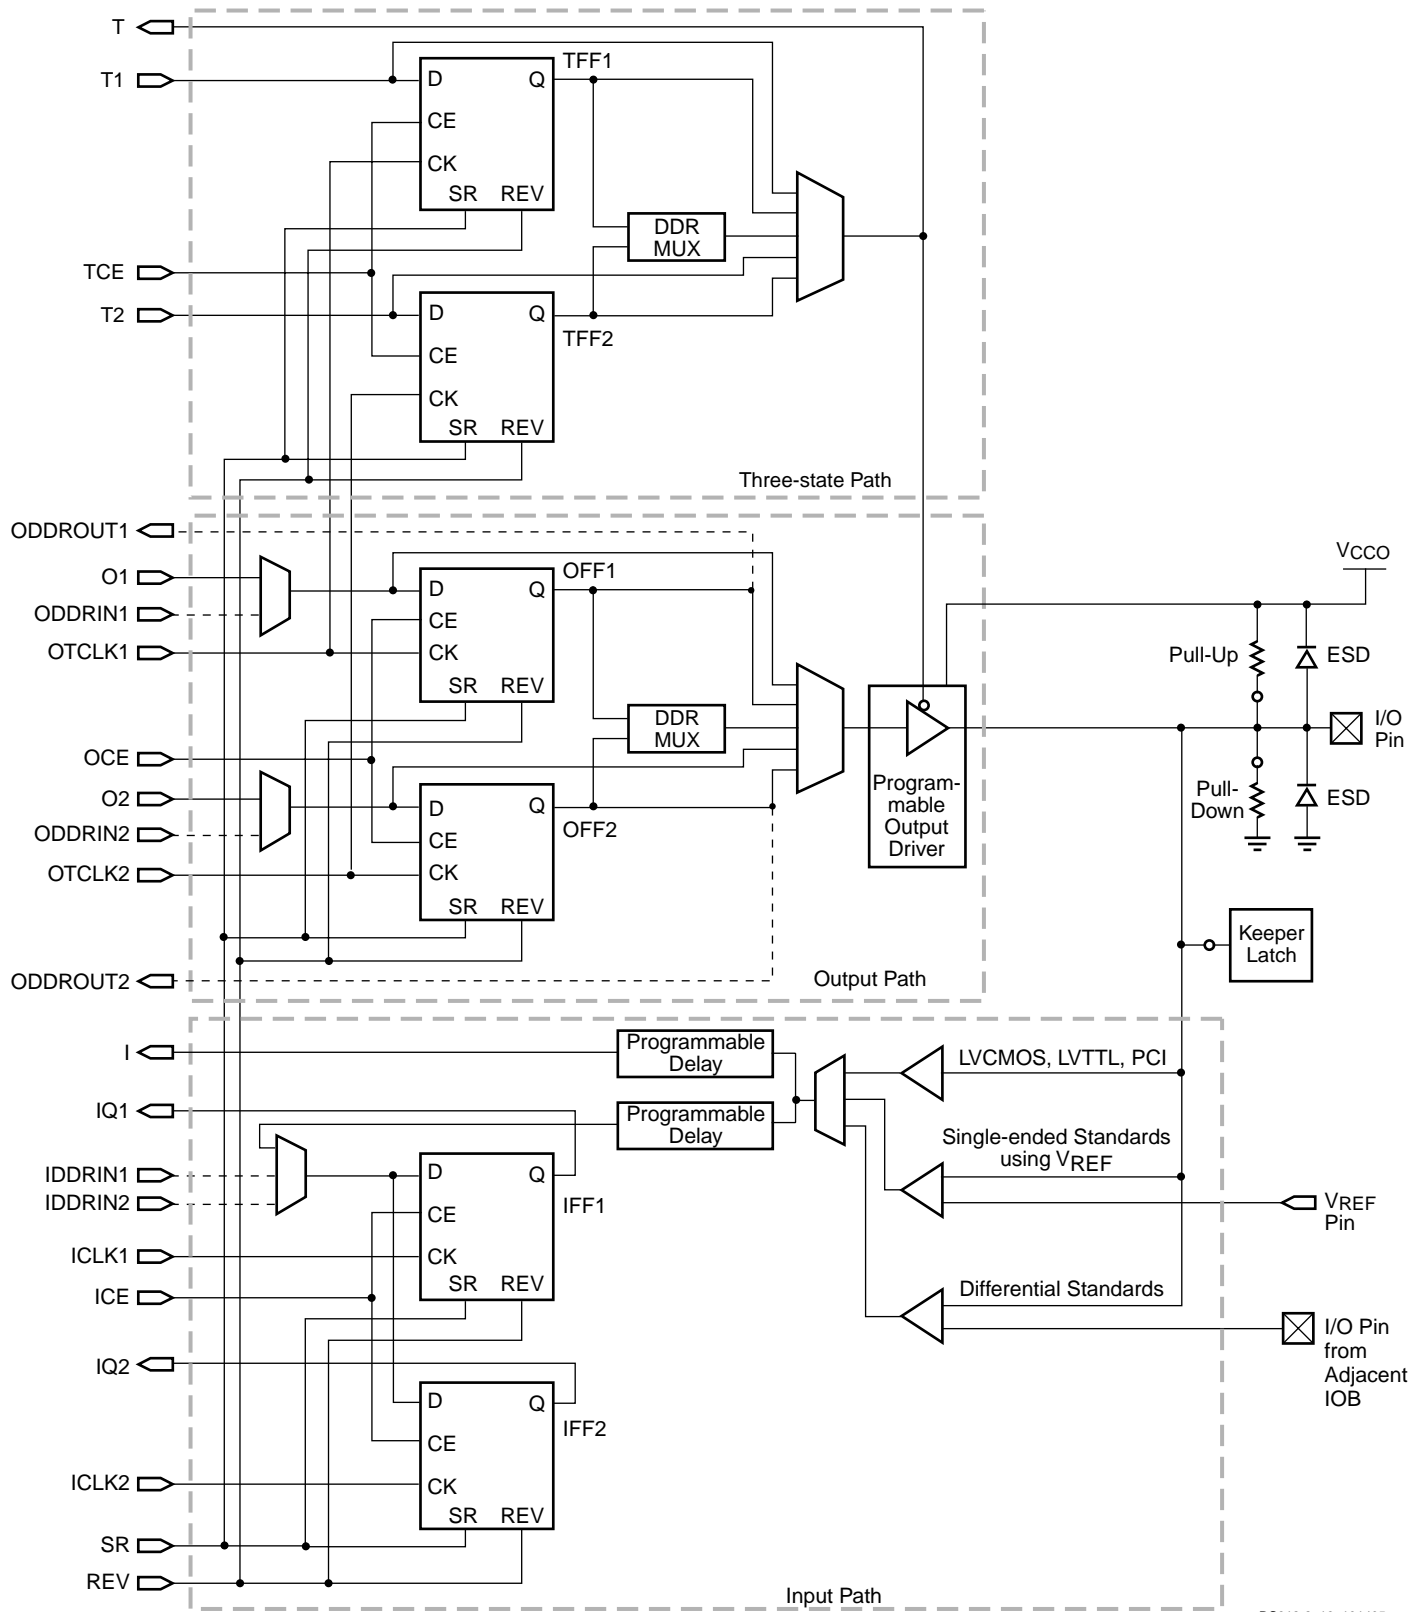 T
T1
D
Q
TFF1
CE
CK
SR
REV
DDR
MUX
TCE
T2
D
Q
TFF2
CE
CK
SR
REV
Three-state Path
ODDROUT1
O1
ODDRIN1
OTCLK1
D
Q
OFF1
CE
CK
SR
REV
DDR
MUX
OCE
O2
ODDRIN2
OTCLK2
D
Q
OFF2
CE
CK
SR
REV
Program-
mable
Output
Driver
VCCO
Pull-Up
ESD
I/O
Pin
Pull-
Down
ESD
Keeper
Latch
ODDROUT2
Output Path
I
Programmable
Delay
LVCMOS, LVTTL, PCI
IQ1
Programmable
Delay
Single-ended Standards
using VREF
IDDRIN1
IDDRIN2
D
Q
IFF1
CE
CK
SR
REV
VREF
Pin
ICLK1
ICE
Differential Standards
I/O Pin
from
Adjacent
IOB
IQ2
D
Q
IFF2
CE
CK
SR
REV
ICLK2
SR
REV
Input Path